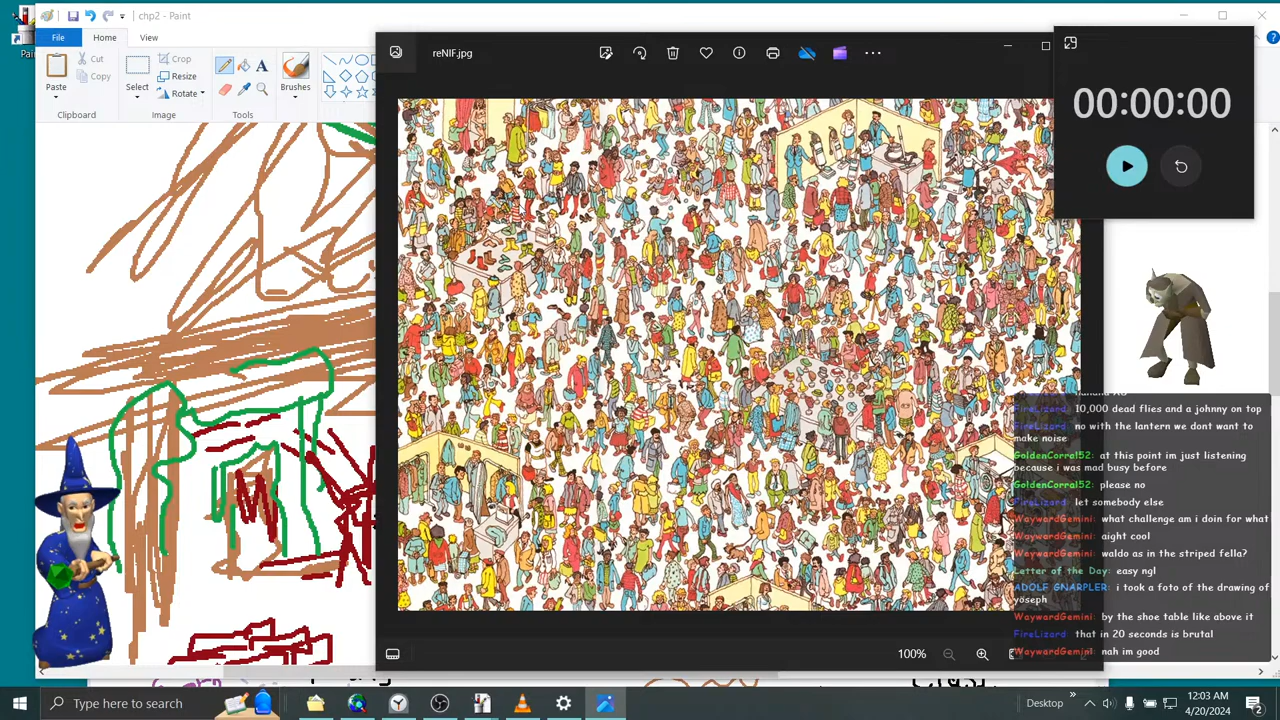 chp2 - Paint
File
Home
View
Paste
Cut
Copy
Clipboard
Select
Crop
Resize
Rotate
Image
Tools
Brushes
reNIF.jpg
00:00:00
FireLizard: 10,000 dead flies and a johnny on top
FireLizard: no with the lantern we dont want to
make noise
GoldenCorral52: at this point im just listening
because i was mad busy before
GoldenCorral52: please no
FireLizard: let somebody else
WaywardGemini: what challenge am i doin for what
WaywardGemini: aight cool
WaywardGemini: waldo as in the striped fella?
Letter of the Day: easy ngl
ADOLF GNARPLER: i took a foto of the drawing of
yoseph
WaywardGemini: by the shoe table like above it
FireLizard: that in 20 seconds is brutal
WaywardGemini: nah im good
100%
Type here to search
Desktop
12:03 AM
4/20/2024
2